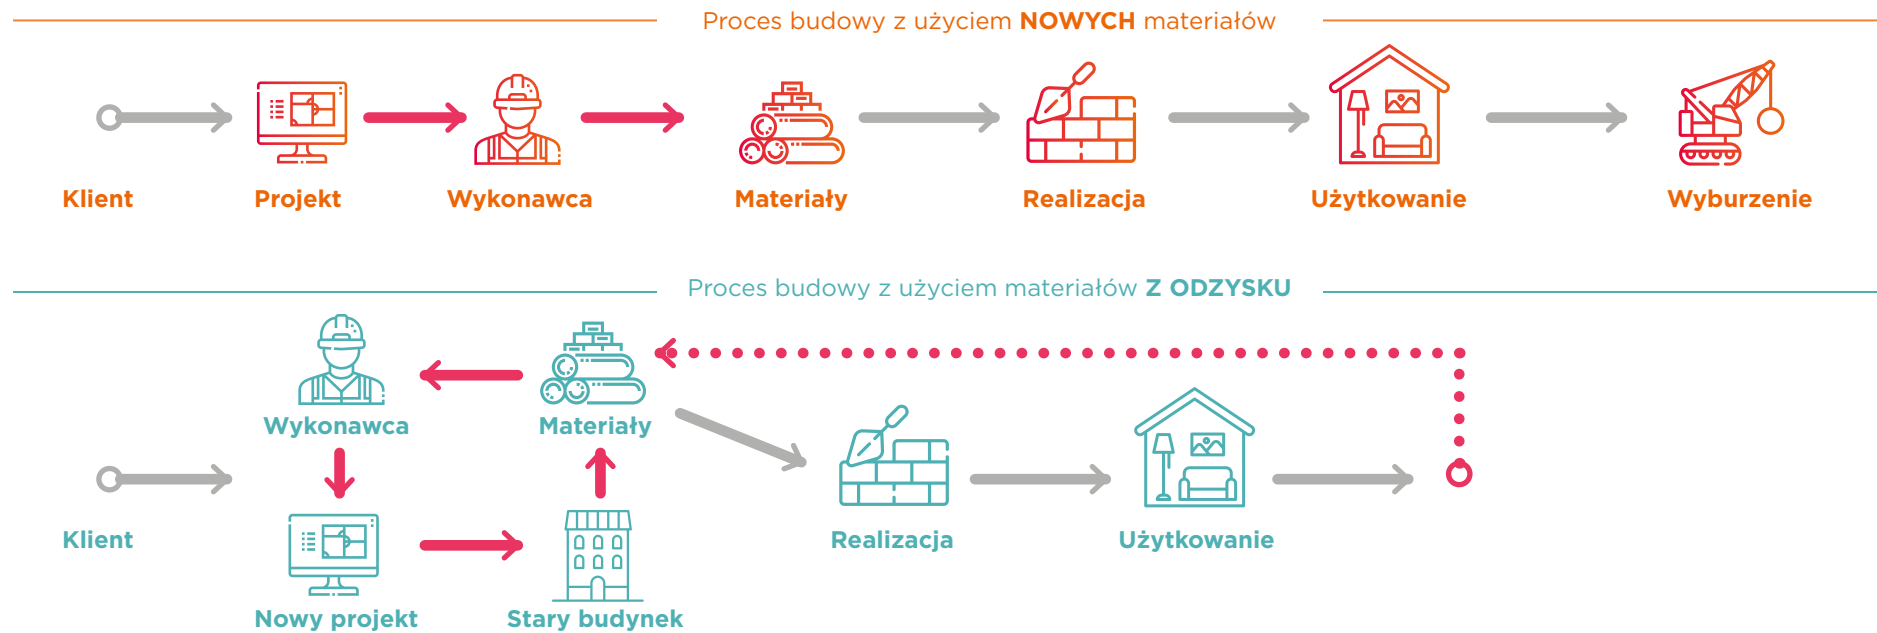 Proces budowy z użyciem NOWYCH materiałów
Klient
Projekt
Wykonawca
Materiały
Realizacja
Użytkowanie
Wyburzenie
Proces budowy z użyciem materiałów Z ODZYSKU
Wykonawca
Materiały
Klient
Realizacja
Użytkowanie
Nowy projekt
Stary budynek